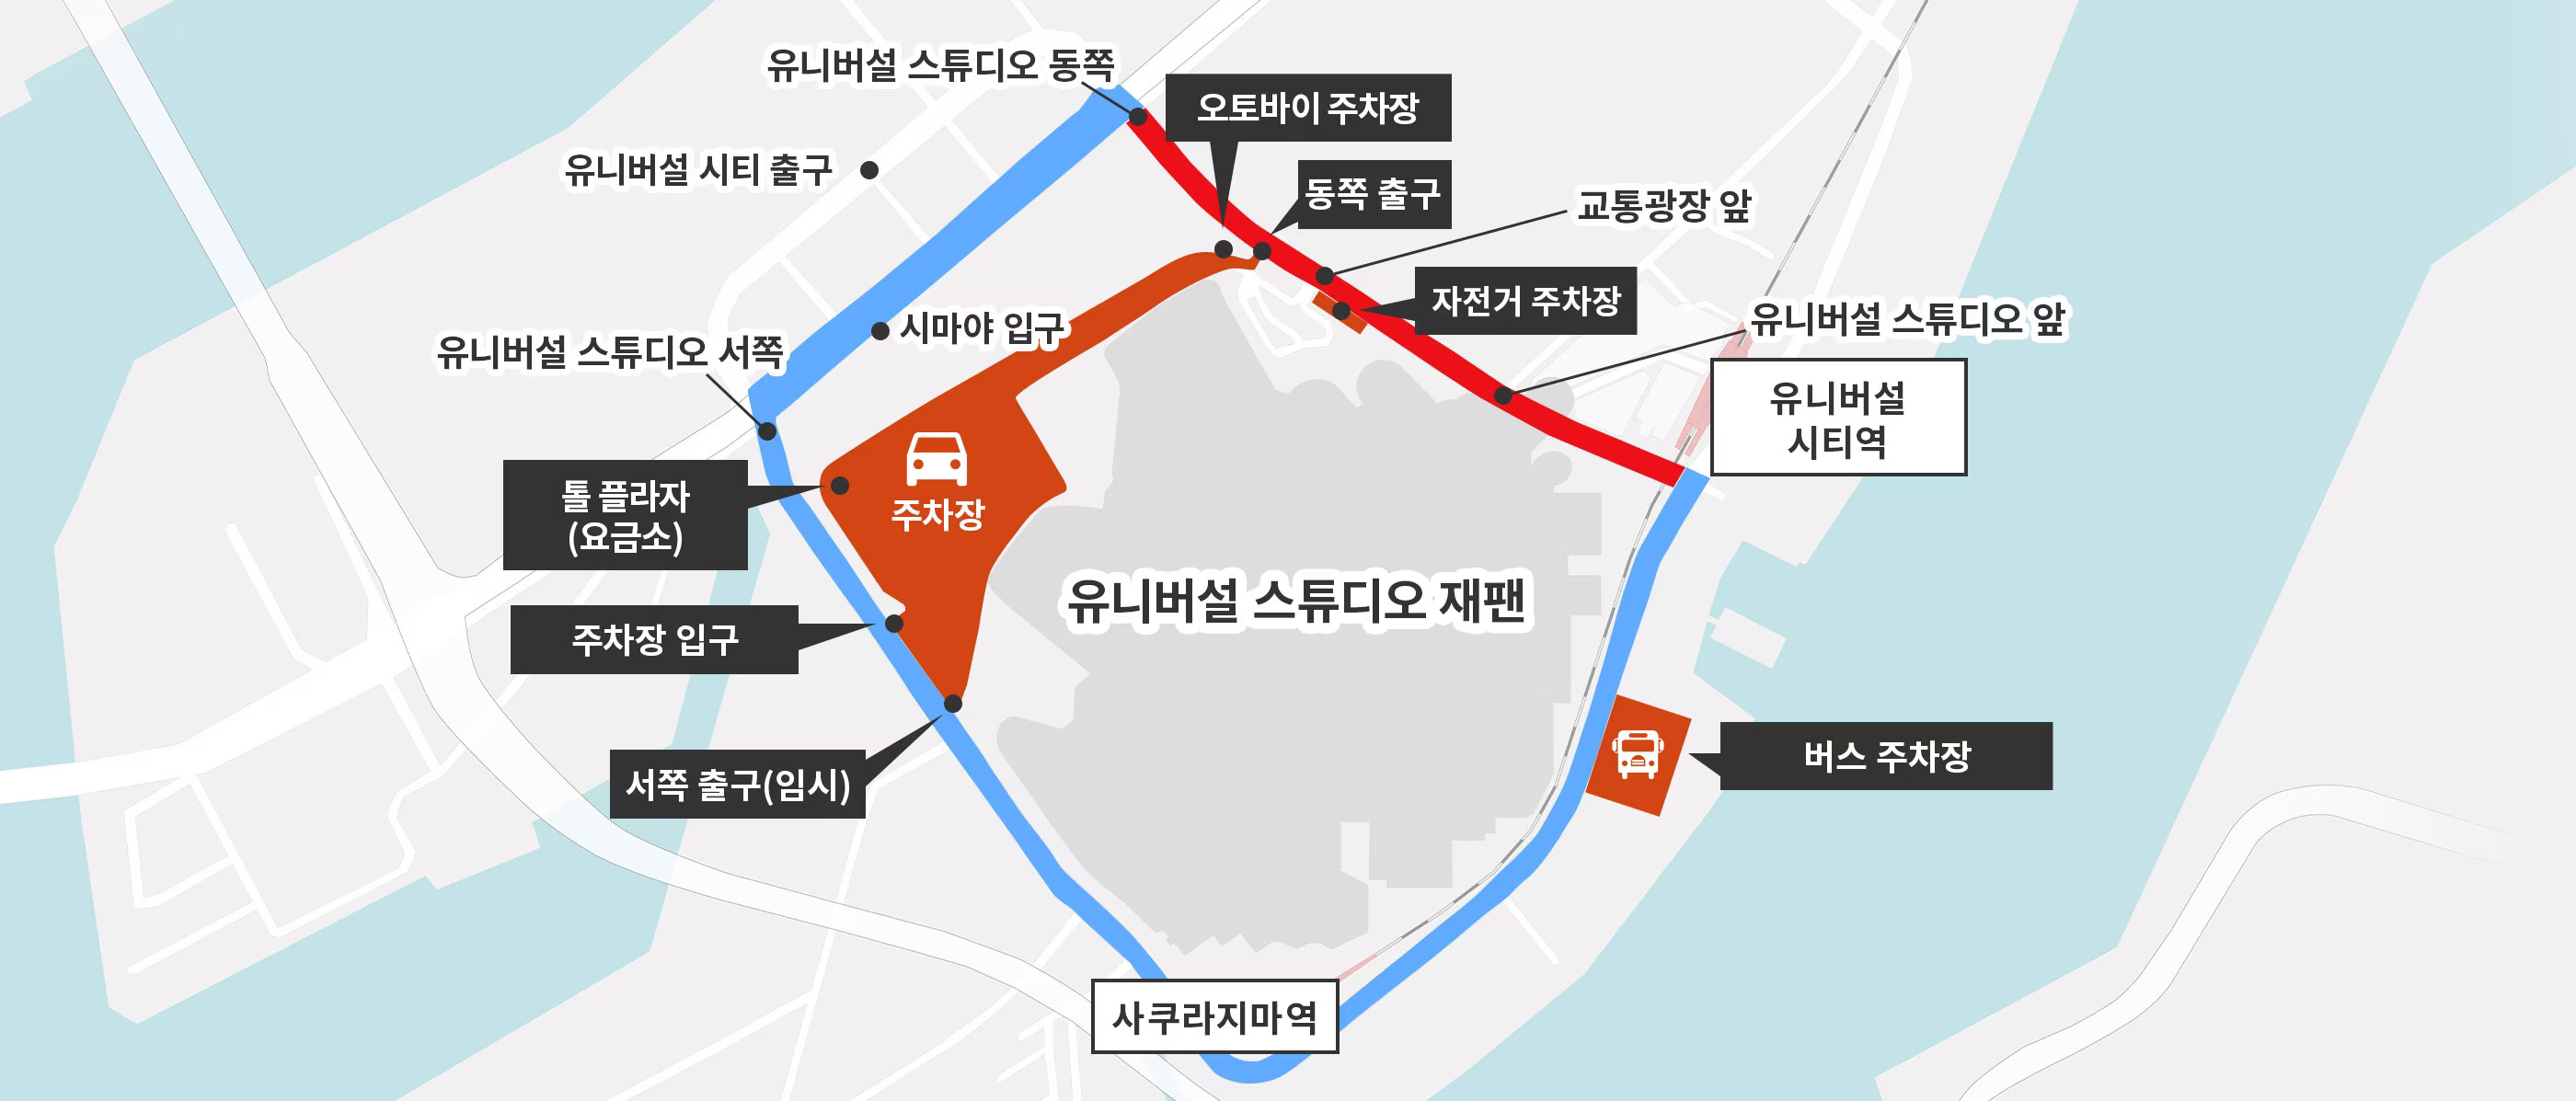 유니버설 스튜디오 동쪽
오토바이 주차장
유니버설 시티 출구
동쪽 출구
교통광장 앞
자전거 주차장
유니버설 스튜디오 앞
시마야 입구
유니버설 스튜디오 서쪽
유니버설
시티역
톨 플라자
(요금소)
주차장
유니버설 스튜디오 재팬
주차장 입구
버스 주차장
서쪽 출구(임시)
사쿠라지마역